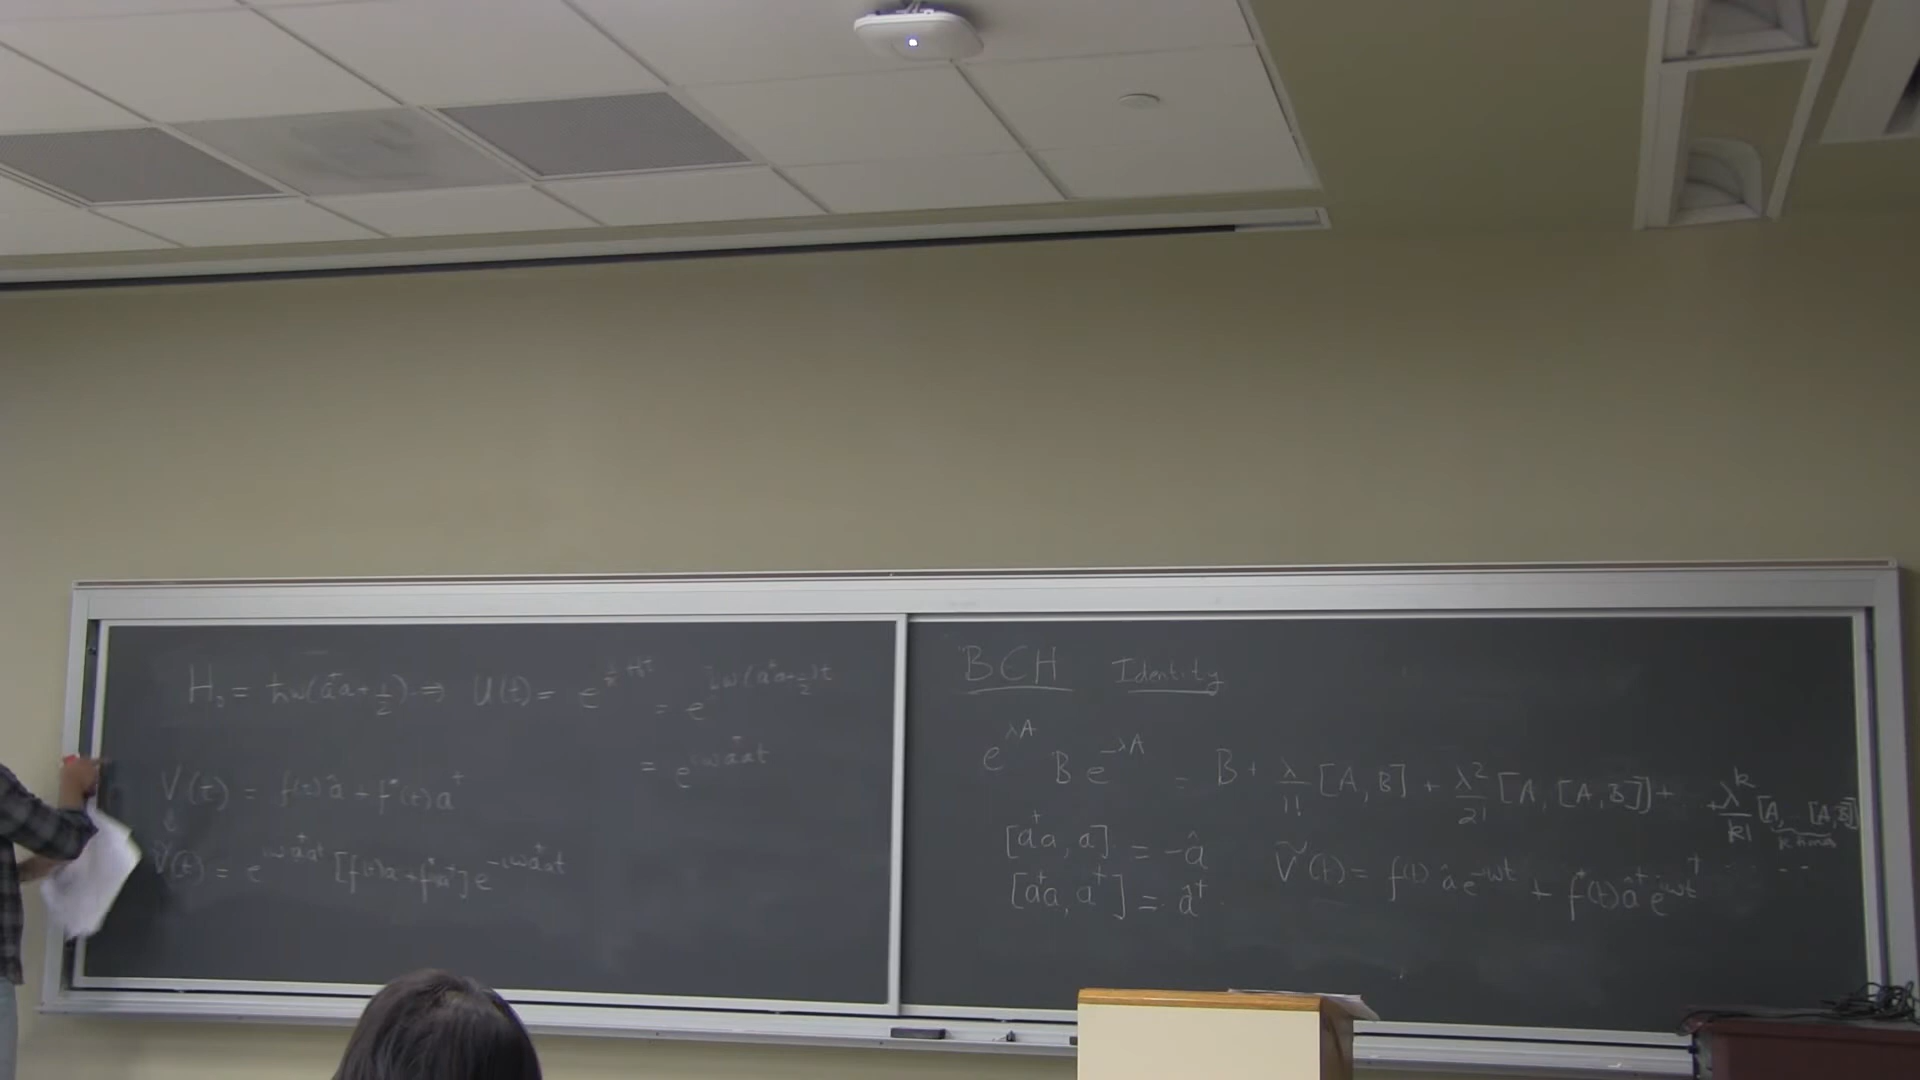 H₀ = ħω(a†a + 1/2) ⇒ U(t) = e
= e^{iω(a†a+1/2)t}
= e^{iωa†at}
V(t) = f(t)â + f*(t)a†
Ṽ(t) = e^{iωa†at} [f(t)a + f*a†] e^{-iωa†at}
BCH Identity
e^{λA} B e^{-λA} = B + λ/1! [A, B] + λ²/2! [A, [A, B]] + ... + λ^k/k! [A, ... [A, B]]
k times
[a†a, a] = -â
[a†a, a†] = â†
Ṽ(t) = f(t) â e^{-iωt} + f*(t) â† e^{iωt}